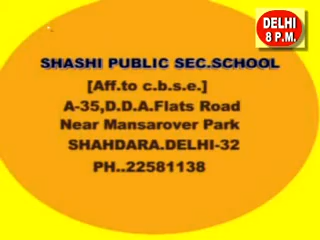 DELHI
8 P.M.
SHASHI PUBLIC SEC.SCHOOL
[Aff.to c.b.s.e.]
A-35,D.D.A.Flats Road
Near Mansarover Park
SHAHDARA.DELHI-32
PH..22581138